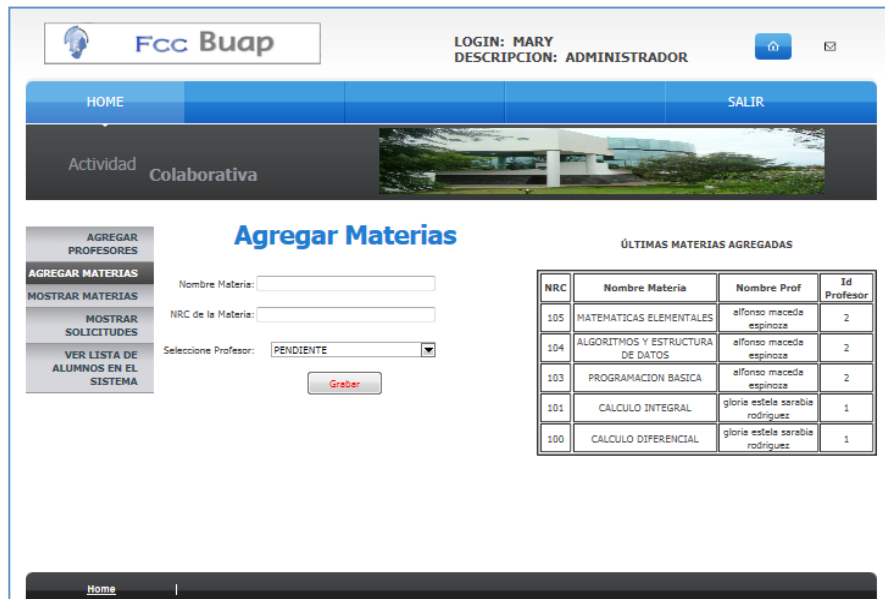 Fcc Buap
LOGIN: MARY
DESCRIPCION: ADMINISTRADOR
HOME
SALIR
Actividad
Colaborativa
AGREGAR
PROFESORES
AGREGAR MATERIAS
MOSTRAR MATERIAS
MOSTRAR
SOLICITUDES
VER LISTA DE
ALUMNOS EN EL
SISTEMA
Agregar Materias
Nombre Materia:
NRC de la Materia:
Seleccione Profesor: PENDIENTE
Grabar
ÚLTIMAS MATERIAS AGREGADAS
NRC Nombre Materia Nombre Prof Id Profesor
105 MATEMATICAS ELEMENTALES alfonso maceda espinoza 2
104 ALGORITMOS Y ESTRUCTURA DE DATOS alfonso maceda espinoza 2
103 PROGRAMACION BASICA alfonso maceda espinoza 2
101 CALCULO INTEGRAL gloria estela sarabia rodriguez 1
100 CALCULO DIFERENCIAL gloria estela sarabia rodriguez 1
Home |